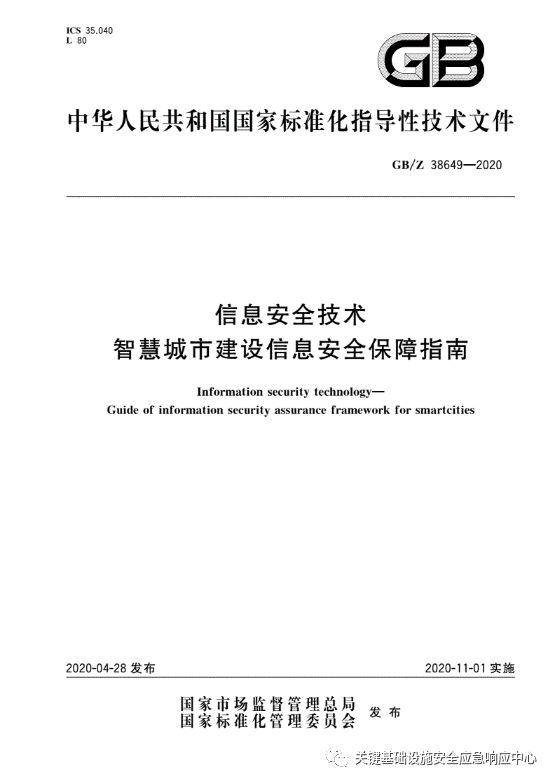 ICS 35.040
L 80
GB
中华人民共和国国家标准化指导性技术文件
GB/Z 38649—2020
信息安全技术
智慧城市建设信息安全保障指南
Information security technology—
Guide of information security assurance framework for smartcities
2020-04-28 发布
2020-11-01 实施
国家市场监督管理总局
国家标准化管理委员会
发布
关键基础设施安全应急响应中心